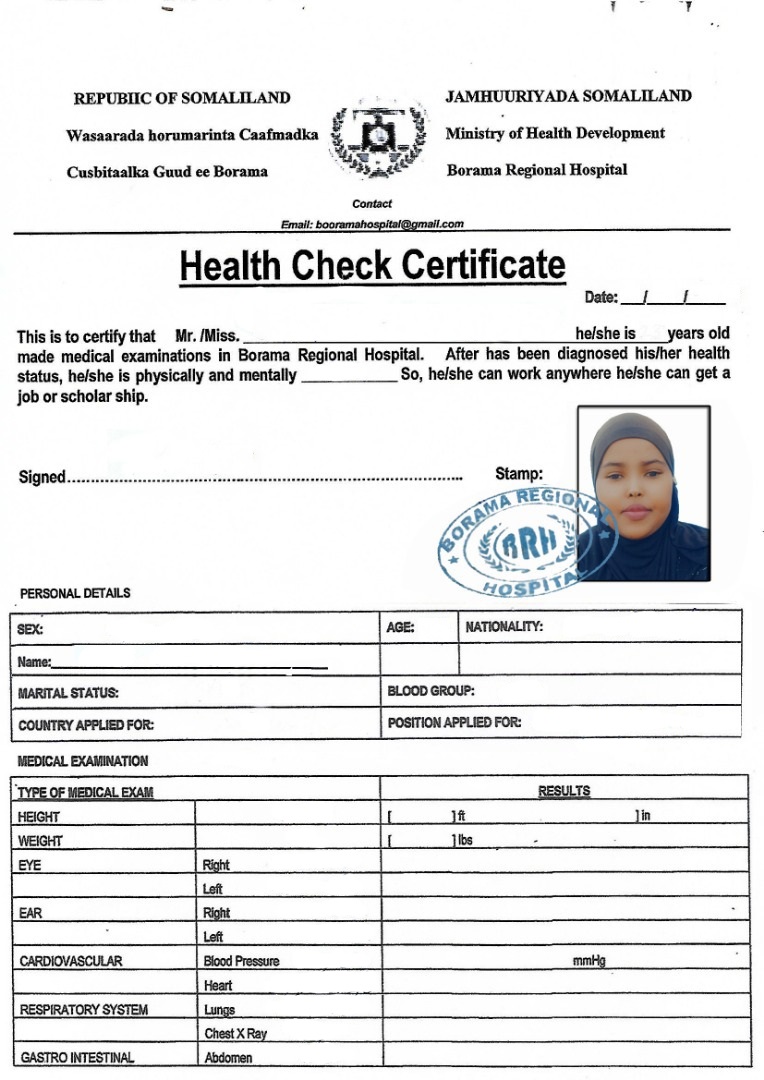 REPUBIIC OF SOMALILAND
Wasaarada horumarinta Caafmadka
Cusbitaalka Guud ee Borama
JAMHUURIYADA SOMALILAND
Ministry of Health Development
Borama Regional Hospital
Contact
Email: booramahospital@gmail.com
Health Check Certificate
Date: ___/____/_____
This is to certify that Mr. /Miss. ______________________ he/she is ____ years old
made medical examinations in Borama Regional Hospital. After has been diagnosed his/her health
status, he/she is physically and mentally __________ So, he/she can work anywhere he/she can get a
job or scholar ship.
Signed...............................................................
Stamp:
BORAMA REGIONAL
BRH
HOSPITAL
PERSONAL DETAILS
SEX: AGE: NATIONALITY:
Name:______________________________
MARITAL STATUS: BLOOD GROUP:
COUNTRY APPLIED FOR: POSITION APPLIED FOR:
MEDICAL EXAMINATION
TYPE OF MEDICAL EXAM RESULTS
HEIGHT [ ] ft ] in
WEIGHT [ ] lbs
EYE Right
Left
EAR Right
Left
CARDIOVASCULAR Blood Pressure mmHg
Heart
RESPIRATORY SYSTEM Lungs
Chest X Ray
GASTRO INTESTINAL Abdomen